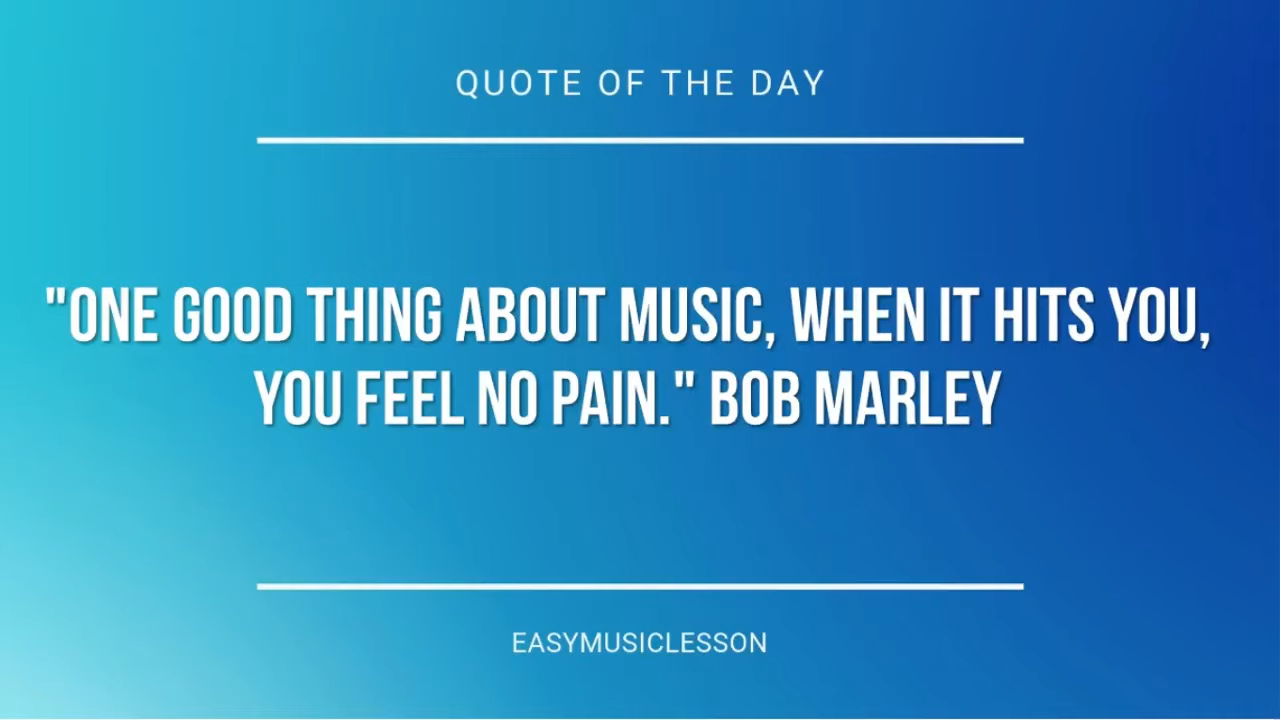 QUOTE OF THE DAY
"ONE GOOD THING ABOUT MUSIC, WHEN IT HITS YOU,
YOU FEEL NO PAIN." BOB MARLEY
EASYMUSICLESSON